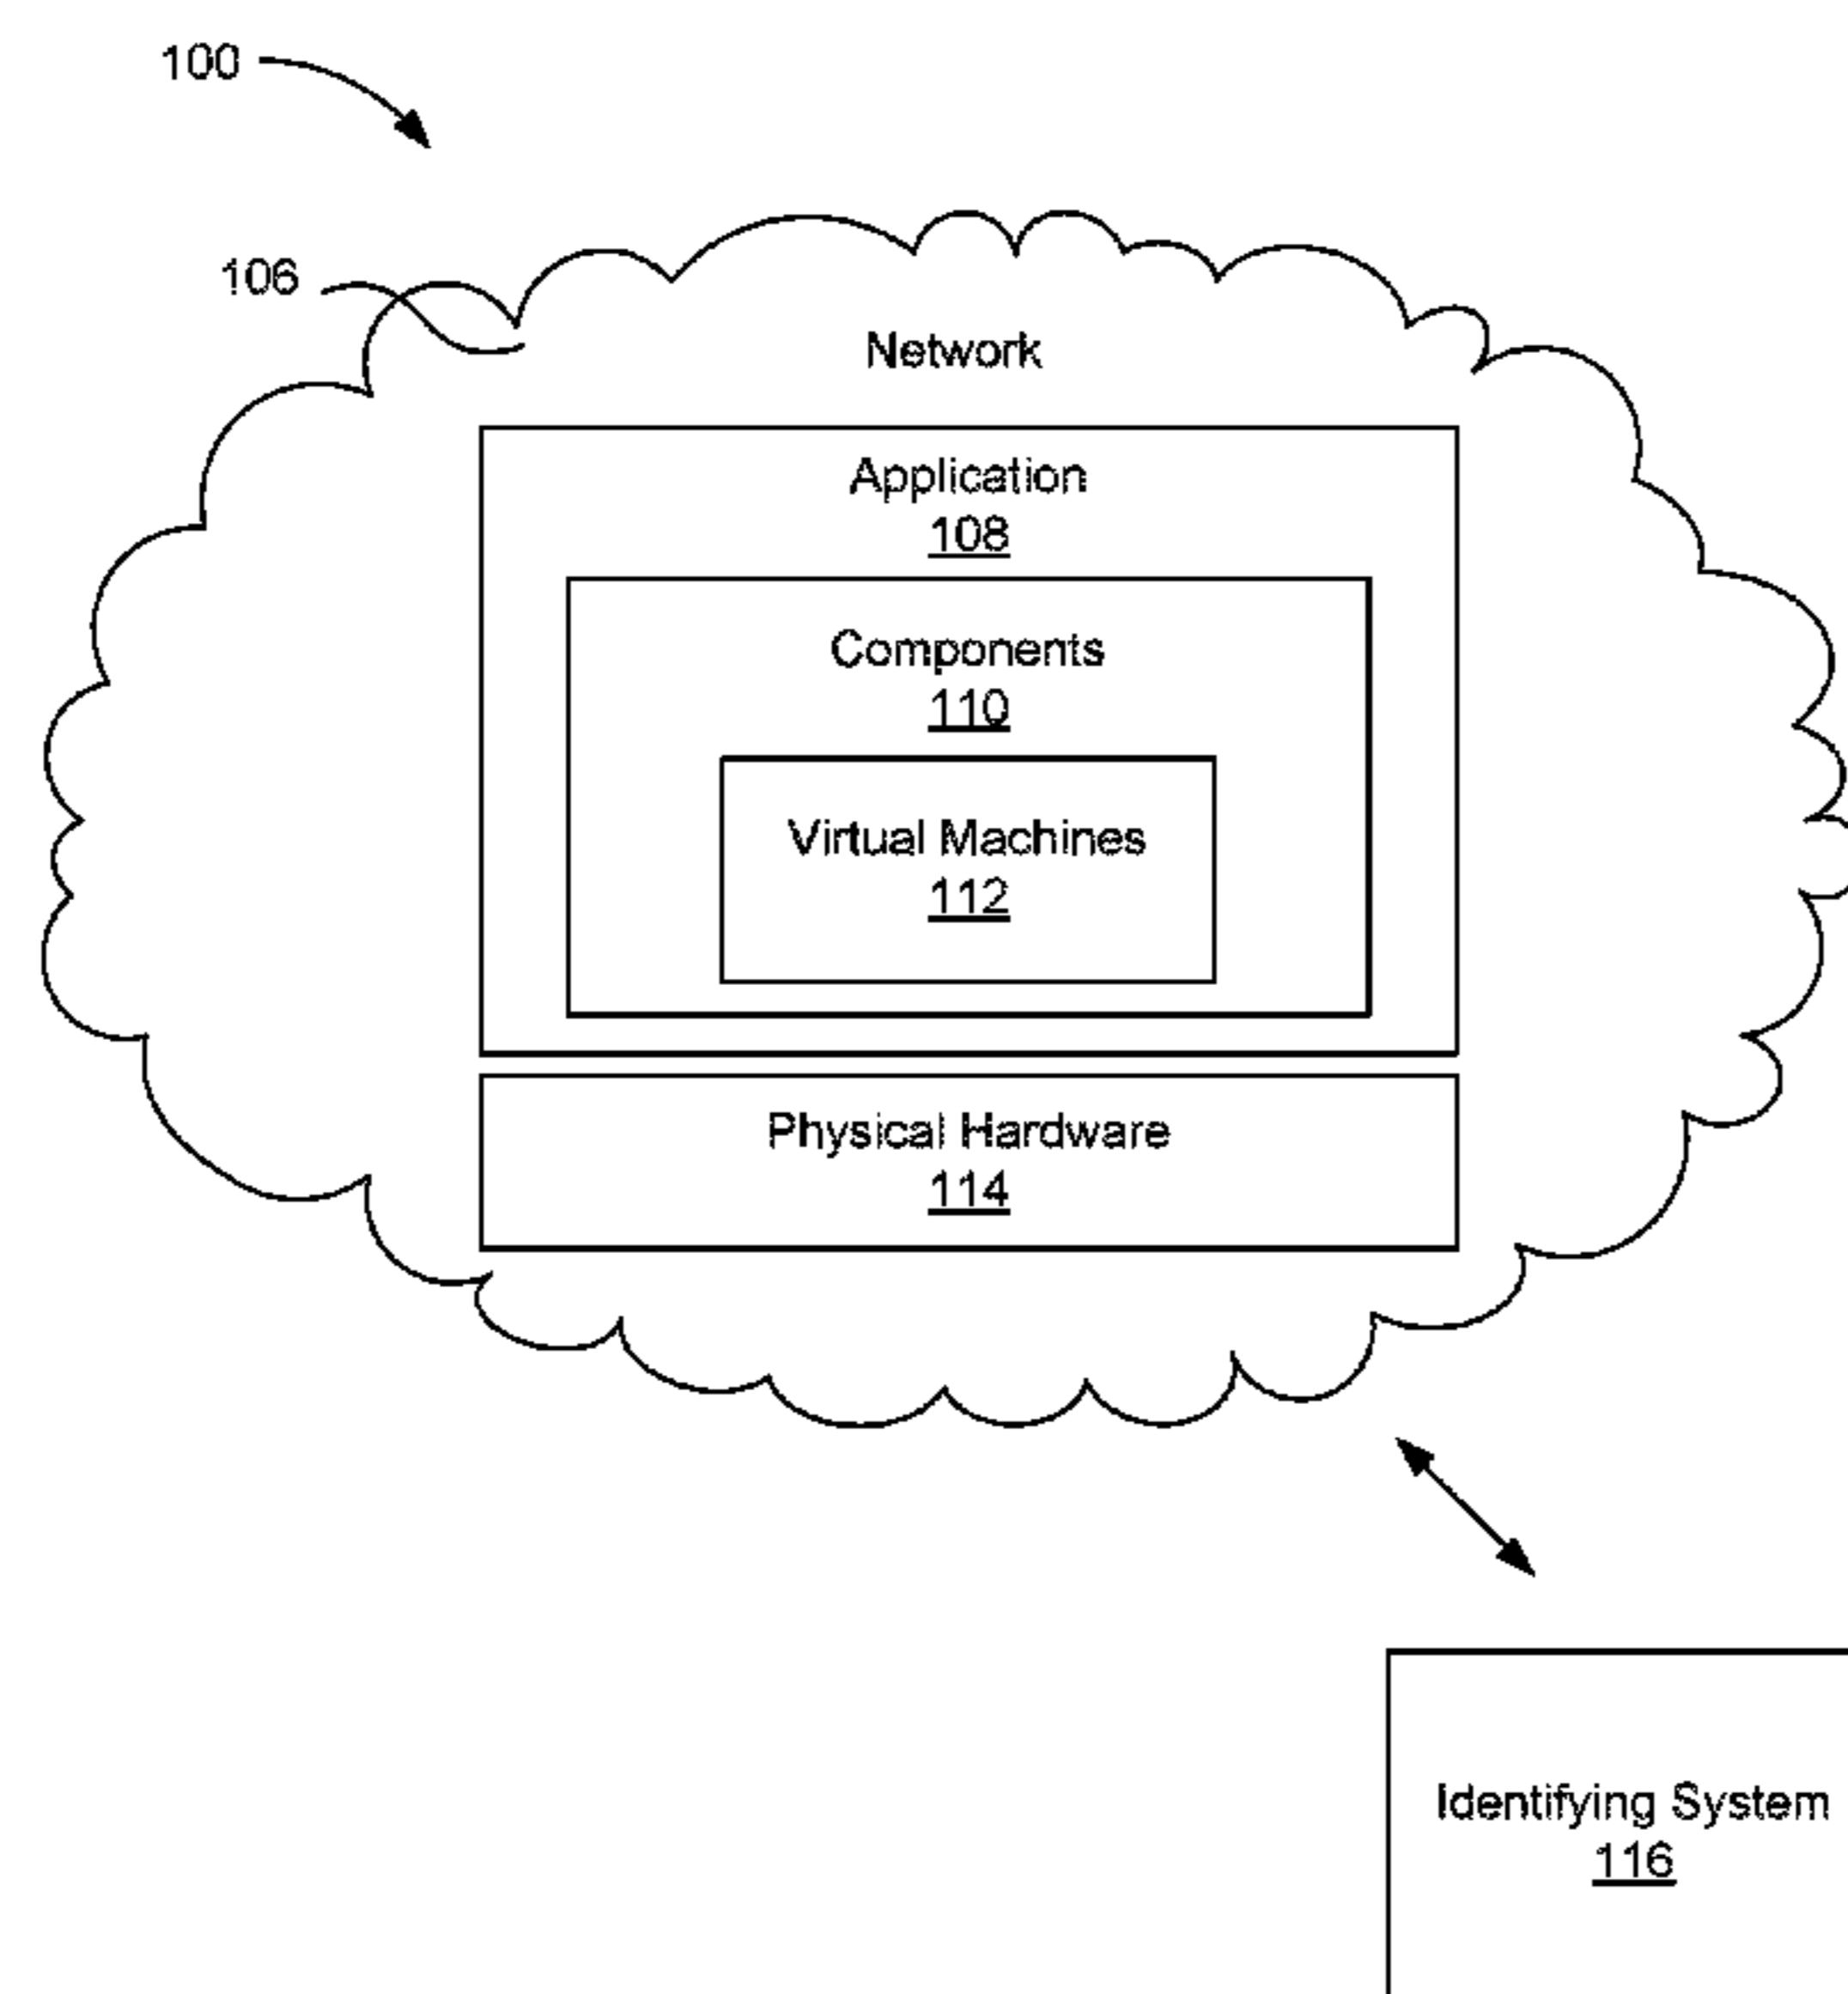 100
106
Network
Application
108
Components
110
Virtual Machines
112
Physical Hardware
114
Identifying System
116